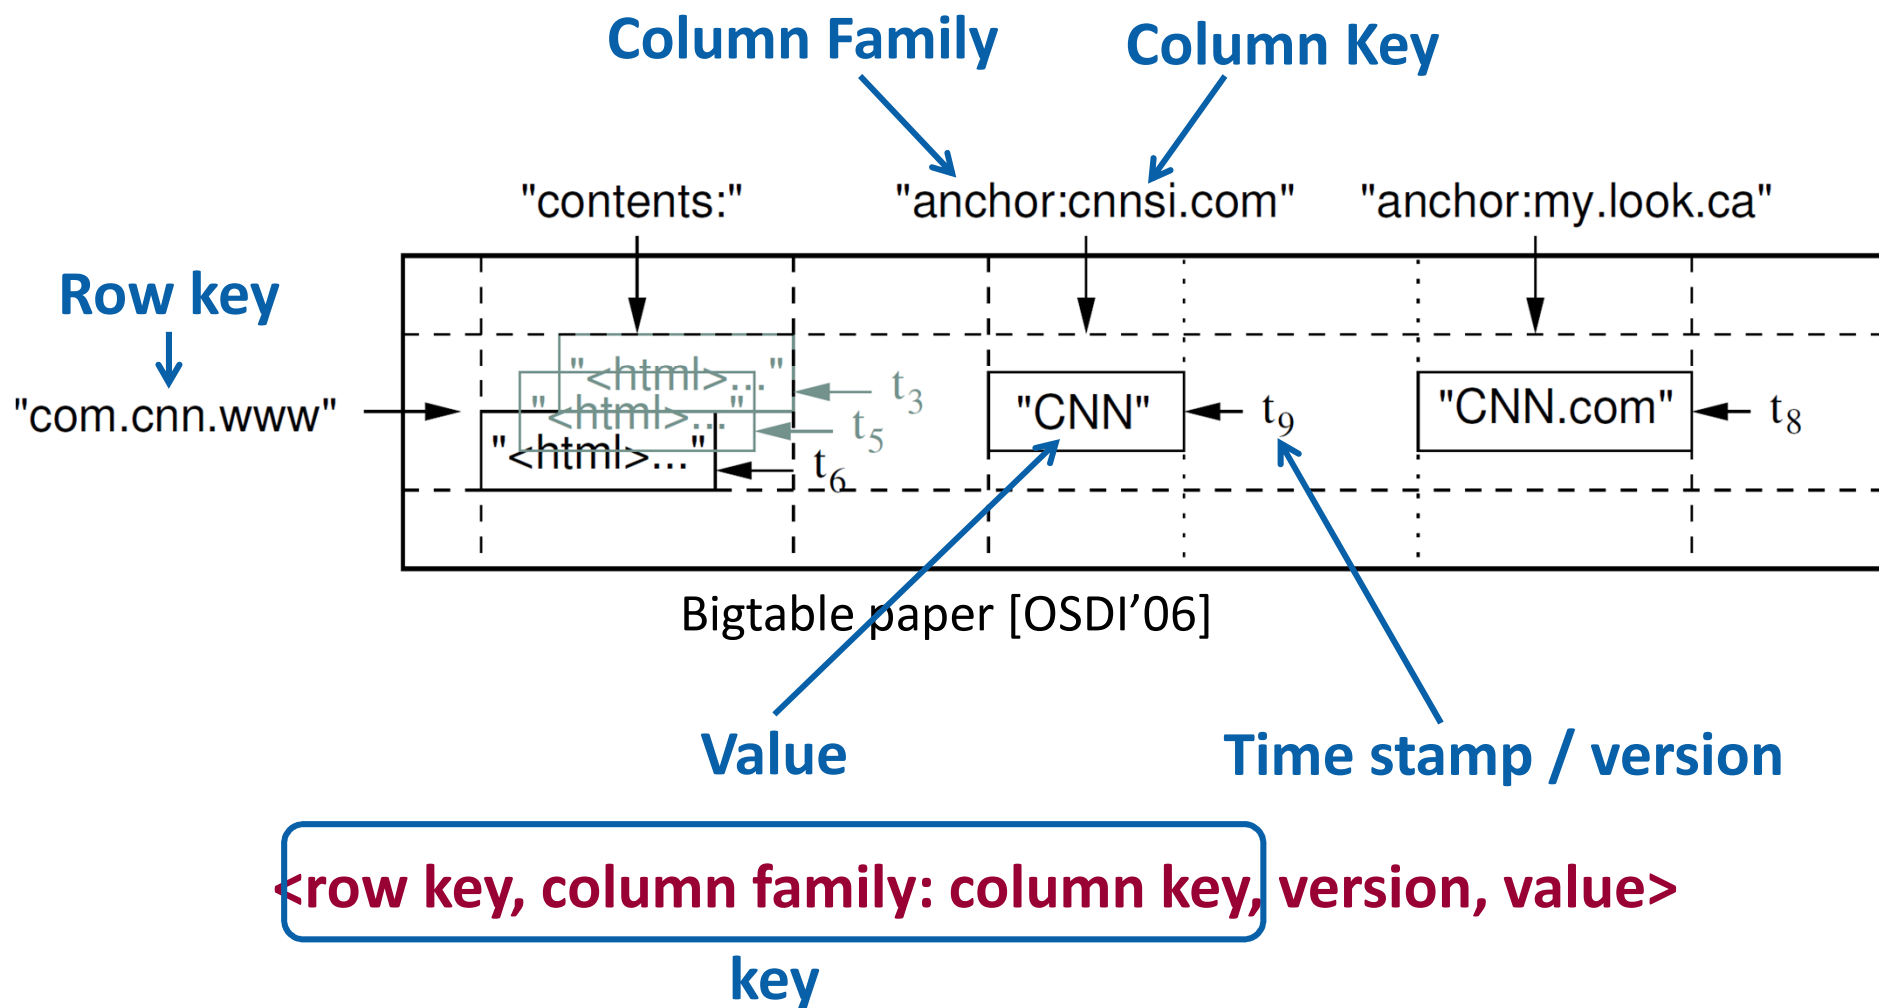 Column Family Column Key
"contents:" "anchor:cnnsi.com" "anchor:my.look.ca"
Row key
"com.cnn.www"
"<html>..." t3
"<html>..." t5
"<html>..." t6
"CNN" t9
"CNN.com" t8
Bigtable paper [OSDI’06]
Value Time stamp / version
<row key, column family: column key, version, value>
key